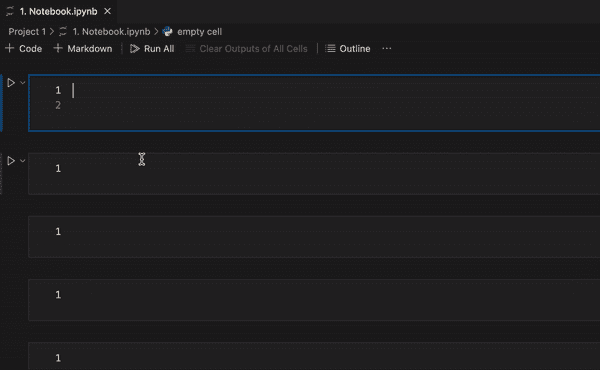 1. Notebook.ipynb
Project 1 > 1. Notebook.ipynb > empty cell
+ Code + Markdown Run All Clear Outputs of All Cells Outline ...
1
2
1
1
1
1